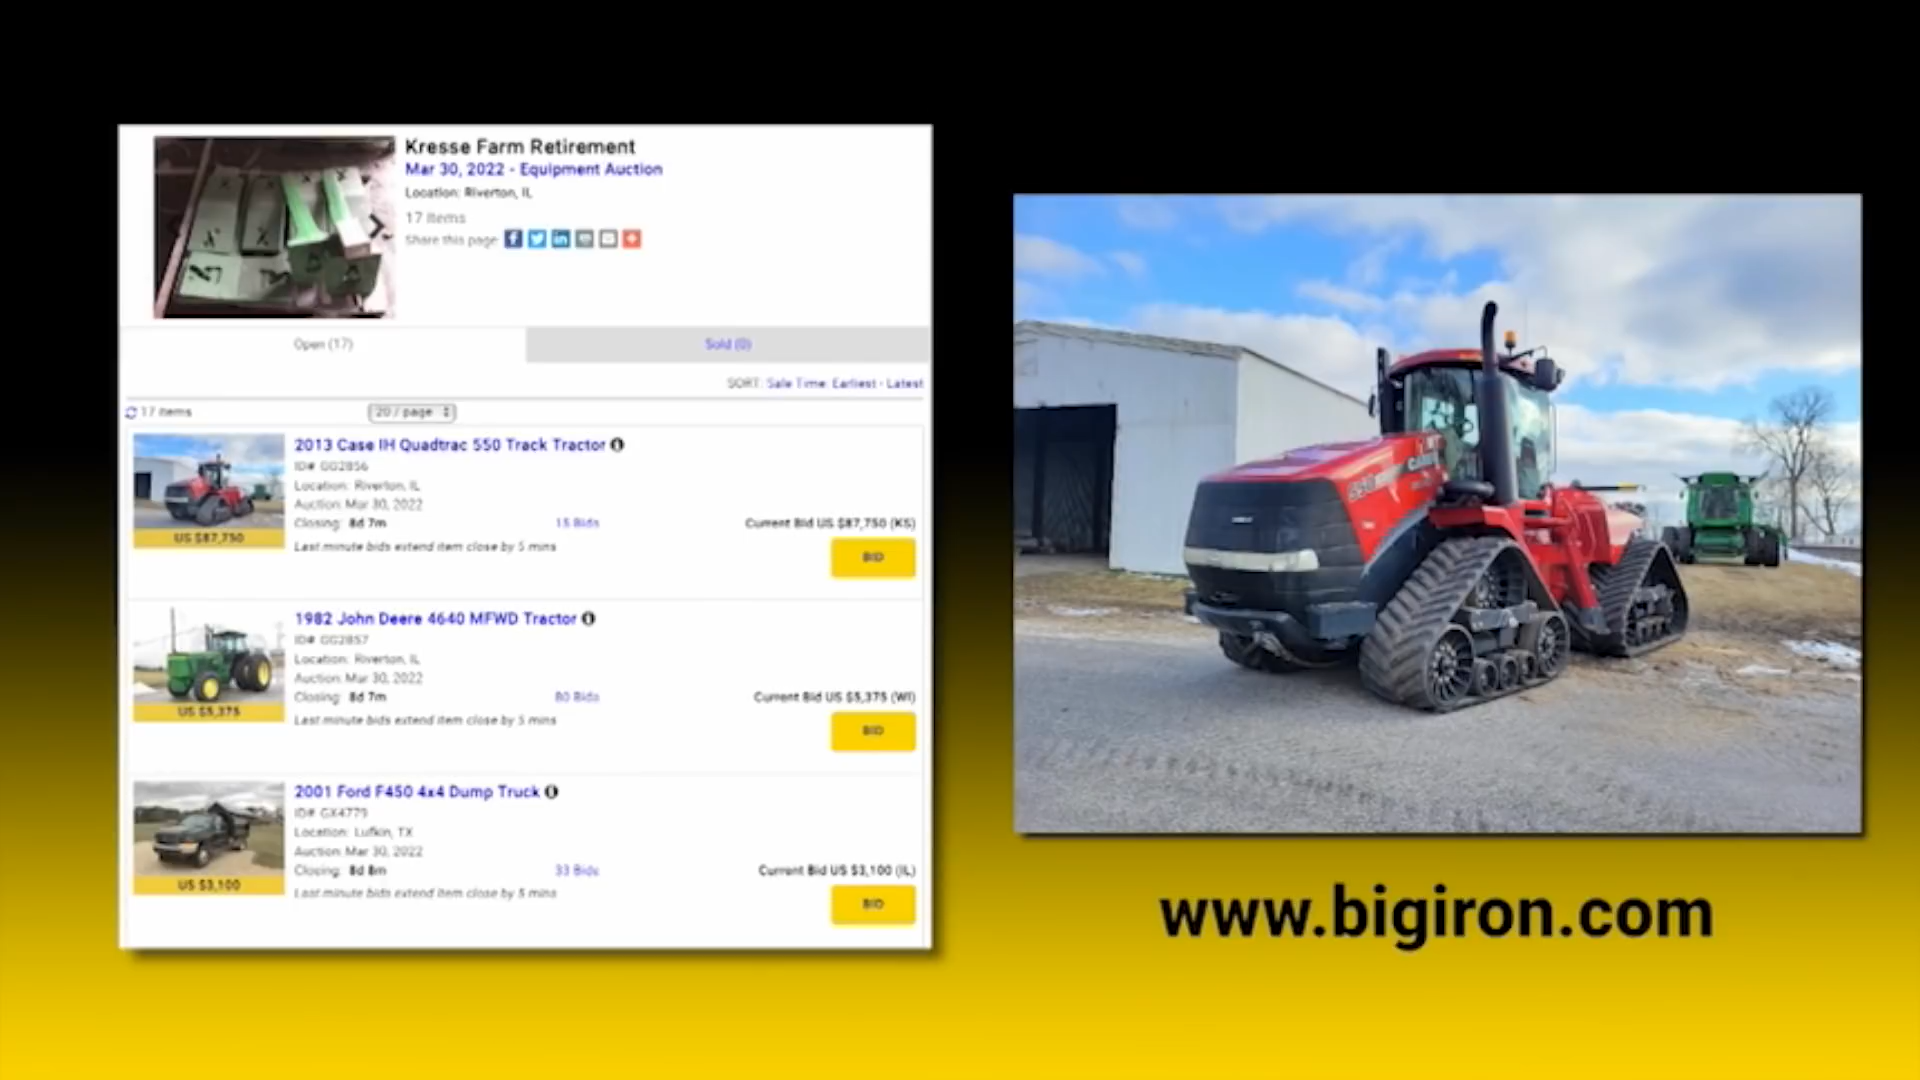 Kresse Farm Retirement
Mar 30, 2022 - Equipment Auction
Location: Riverton, IL
17 Items
Share this page:
Open (17)
Sold (0)
SORT: Sale Time: Earliest - Latest
17 items
20 / page
2013 Case IH Quadtrac 550 Track Tractor
ID# GG2856
Location: Riverton, IL
Auction: Mar 30, 2022
Closing: 8d 7m
15 Bids
Current Bid US $87,750 (KS)
US $87,750
Last minute bids extend item close by 5 mins
BID
1982 John Deere 4640 MFWD Tractor
ID# GG2857
Location: Riverton, IL
Auction: Mar 30, 2022
Closing: 8d 7m
80 Bids
Current Bid US $5,375 (WI)
US $5,375
Last minute bids extend item close by 5 mins
BID
2001 Ford F450 4x4 Dump Truck
ID# GX4779
Location: Lufkin, TX
Auction: Mar 30, 2022
Closing: 8d 8m
33 Bids
Current Bid US $3,100 (IL)
US $3,100
Last minute bids extend item close by 5 mins
BID
550
CASE
www.bigiron.com